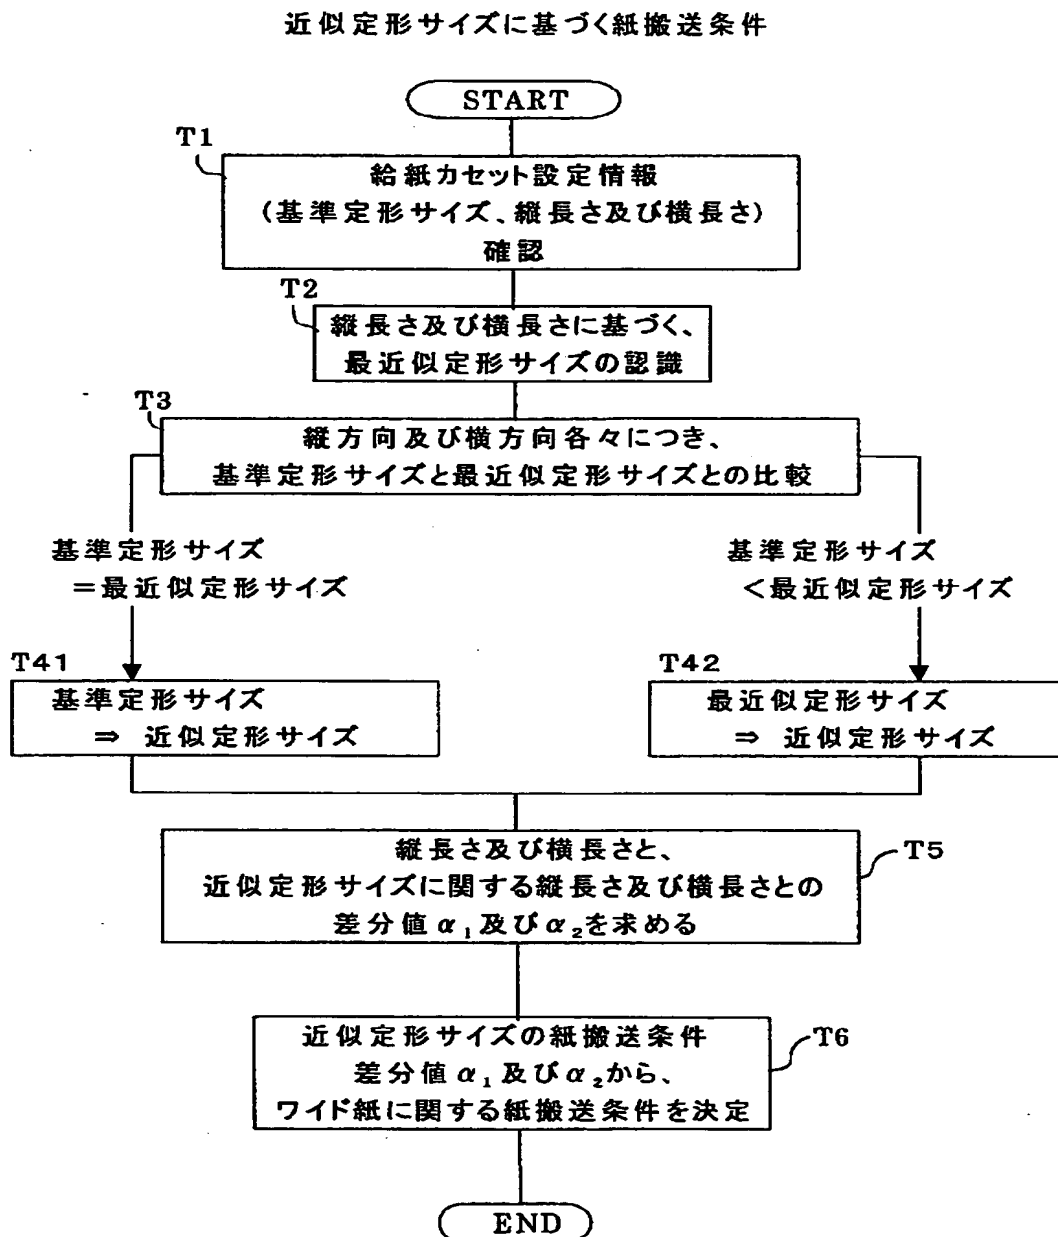 近似定形サイズに基づく紙搬送条件
START
T1
給紙カセット設定情報
(基準定形サイズ、縦長さ及び横長さ)
確認
T2
縦長さ及び横長さに基づく、
最近似定形サイズの認識
T3
縦方向及び横方向各々につき、
基準定形サイズと最近似定形サイズとの比較
基準定形サイズ
=最近似定形サイズ
基準定形サイズ
<最近似定形サイズ
T41
基準定形サイズ
⇒ 近似定形サイズ
T42
最近似定形サイズ
⇒ 近似定形サイズ
縦長さ及び横長さと、
近似定形サイズに関する縦長さ及び横長さとの
差分値α₁及びα₂を求める
T5
近似定形サイズの紙搬送条件
差分値α₁及びα₂から、
ワイド紙に関する紙搬送条件を決定
T6
END